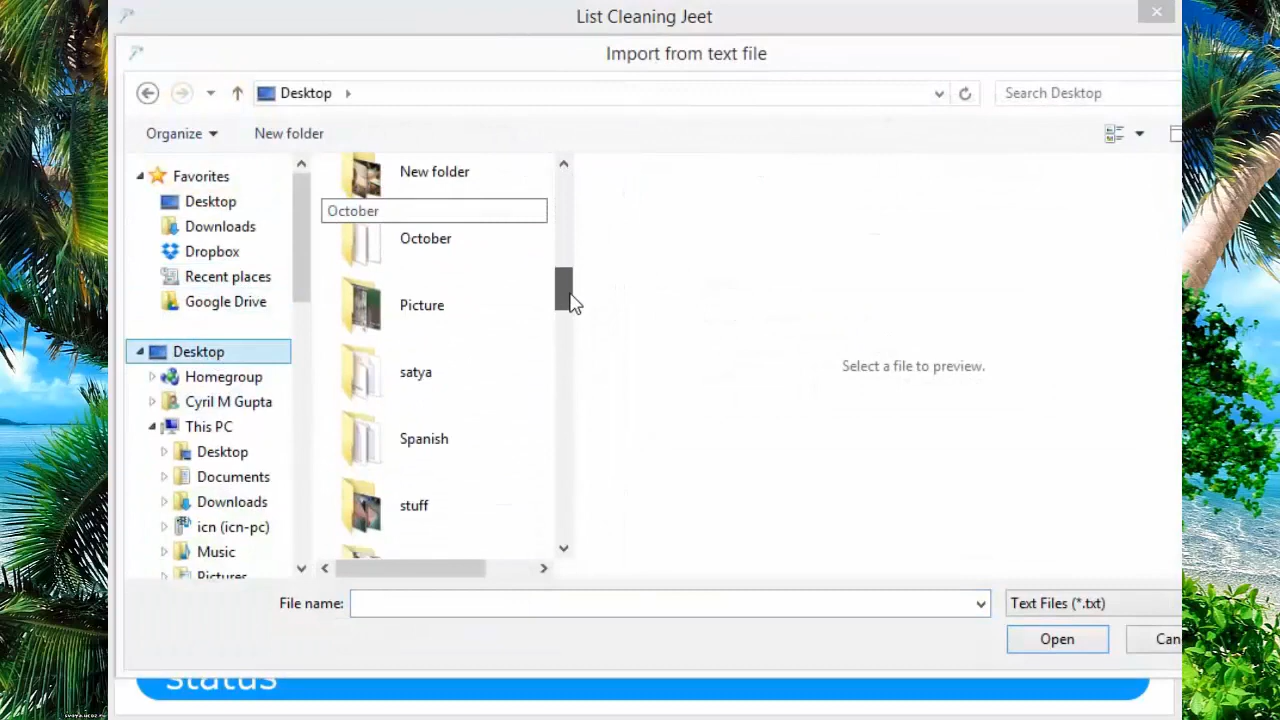 List Cleaning Jeet
Import from text file
Desktop
Search Desktop
Organize
New folder
Favorites
Desktop
Downloads
Dropbox
Recent places
Google Drive
Desktop
Homegroup
Cyril M Gupta
This PC
Desktop
Documents
Downloads
icn (icn-pc)
Music
Pictures
New folder
October
October
Picture
satya
Spanish
stuff
Select a file to preview.
File name:
Text Files (*.txt)
Open
Can
status